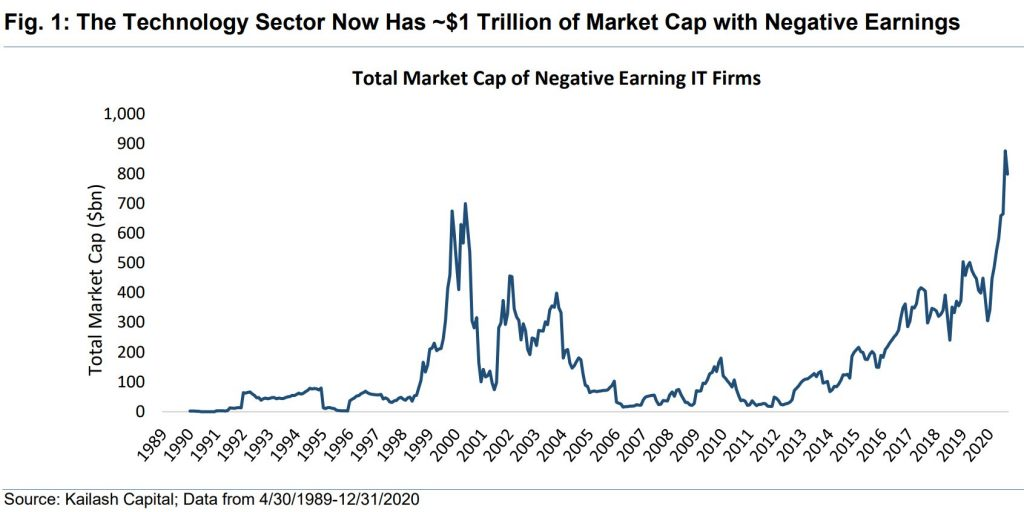 Fig. 1: The Technology Sector Now Has ~$1 Trillion of Market Cap with Negative Earnings
Total Market Cap of Negative Earning IT Firms
Total Market Cap ($bn)
1,000
900
800
700
600
500
400
300
200
100
0
1989 1990 1991 1992 1993 1994 1995 1996 1997 1998 1999 2000 2001 2002 2003 2004 2005 2006 2007 2008 2009 2010 2011 2012 2013 2014 2015 2016 2017 2018 2019 2020
Source: Kailash Capital; Data from 4/30/1989-12/31/2020